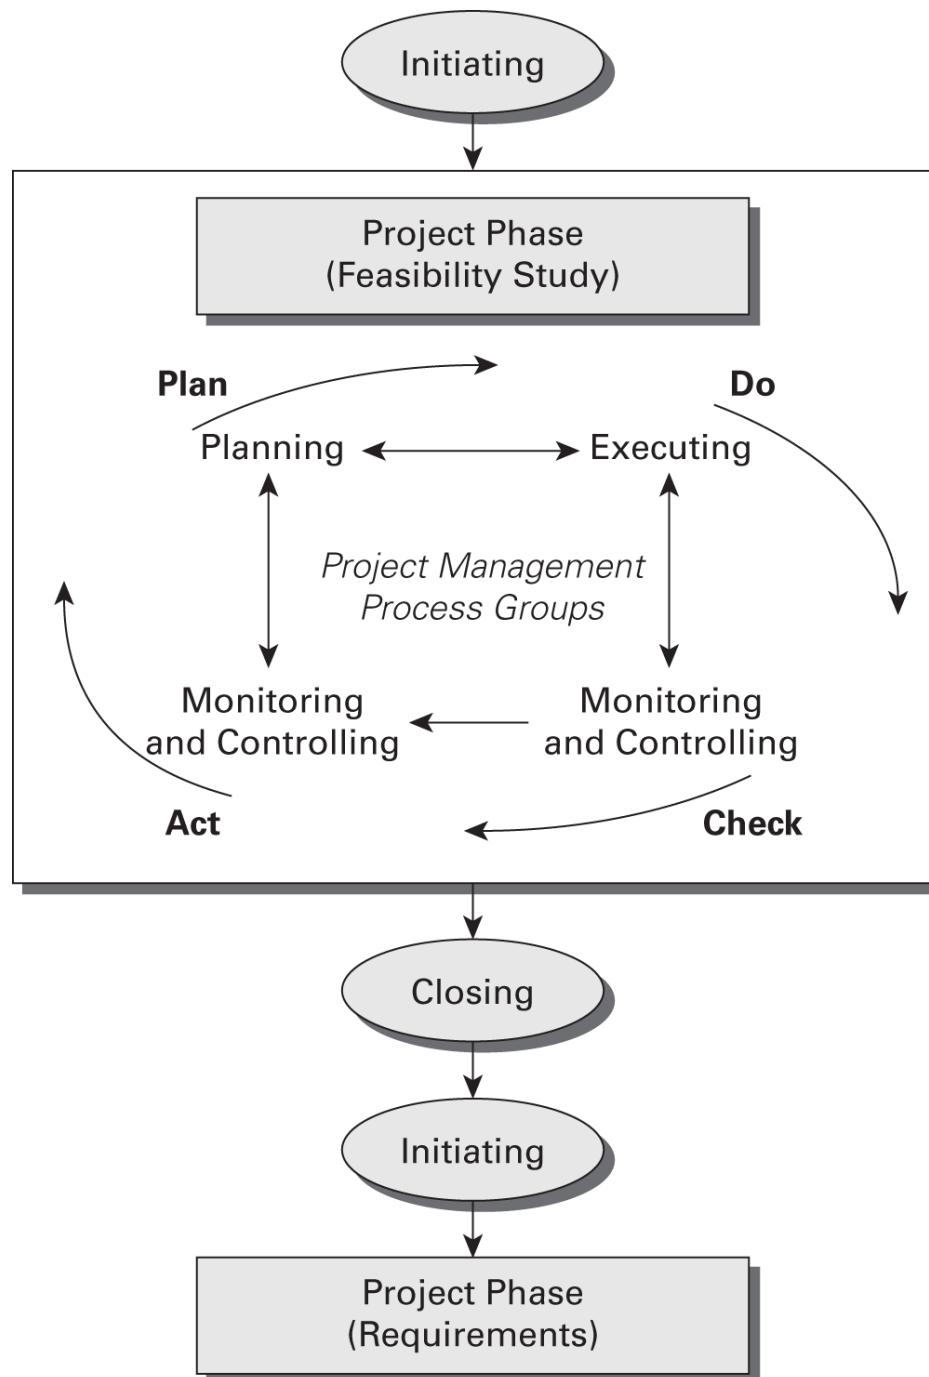 Initiating
Project Phase
(Feasibility Study)
Plan
Do
Planning
Executing
Project Management
Process Groups
Monitoring
and Controlling
Monitoring
and Controlling
Act
Check
Closing
Initiating
Project Phase
(Requirements)